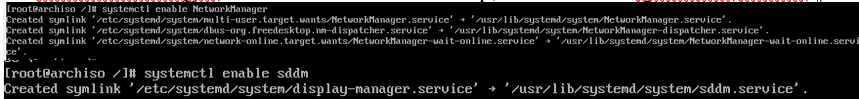 [root@archiso /]# systemctl enable NetworkManager
Created symlink '/etc/systemd/system/multi-user.target.wants/NetworkManager.service' → '/usr/lib/systemd/system/NetworkManager.service'.
Created symlink '/etc/systemd/system/dbus-org.freedesktop.nm-dispatcher.service' → '/usr/lib/systemd/system/NetworkManager-dispatcher.service'.
Created symlink '/etc/systemd/system/network-online.target.wants/NetworkManager-wait-online.service' → '/usr/lib/systemd/system/NetworkManager-wait-online.servi
ce'.
[root@archiso /]# systemctl enable sddm
Created symlink '/etc/systemd/system/display-manager.service' → '/usr/lib/systemd/system/sddm.service'.